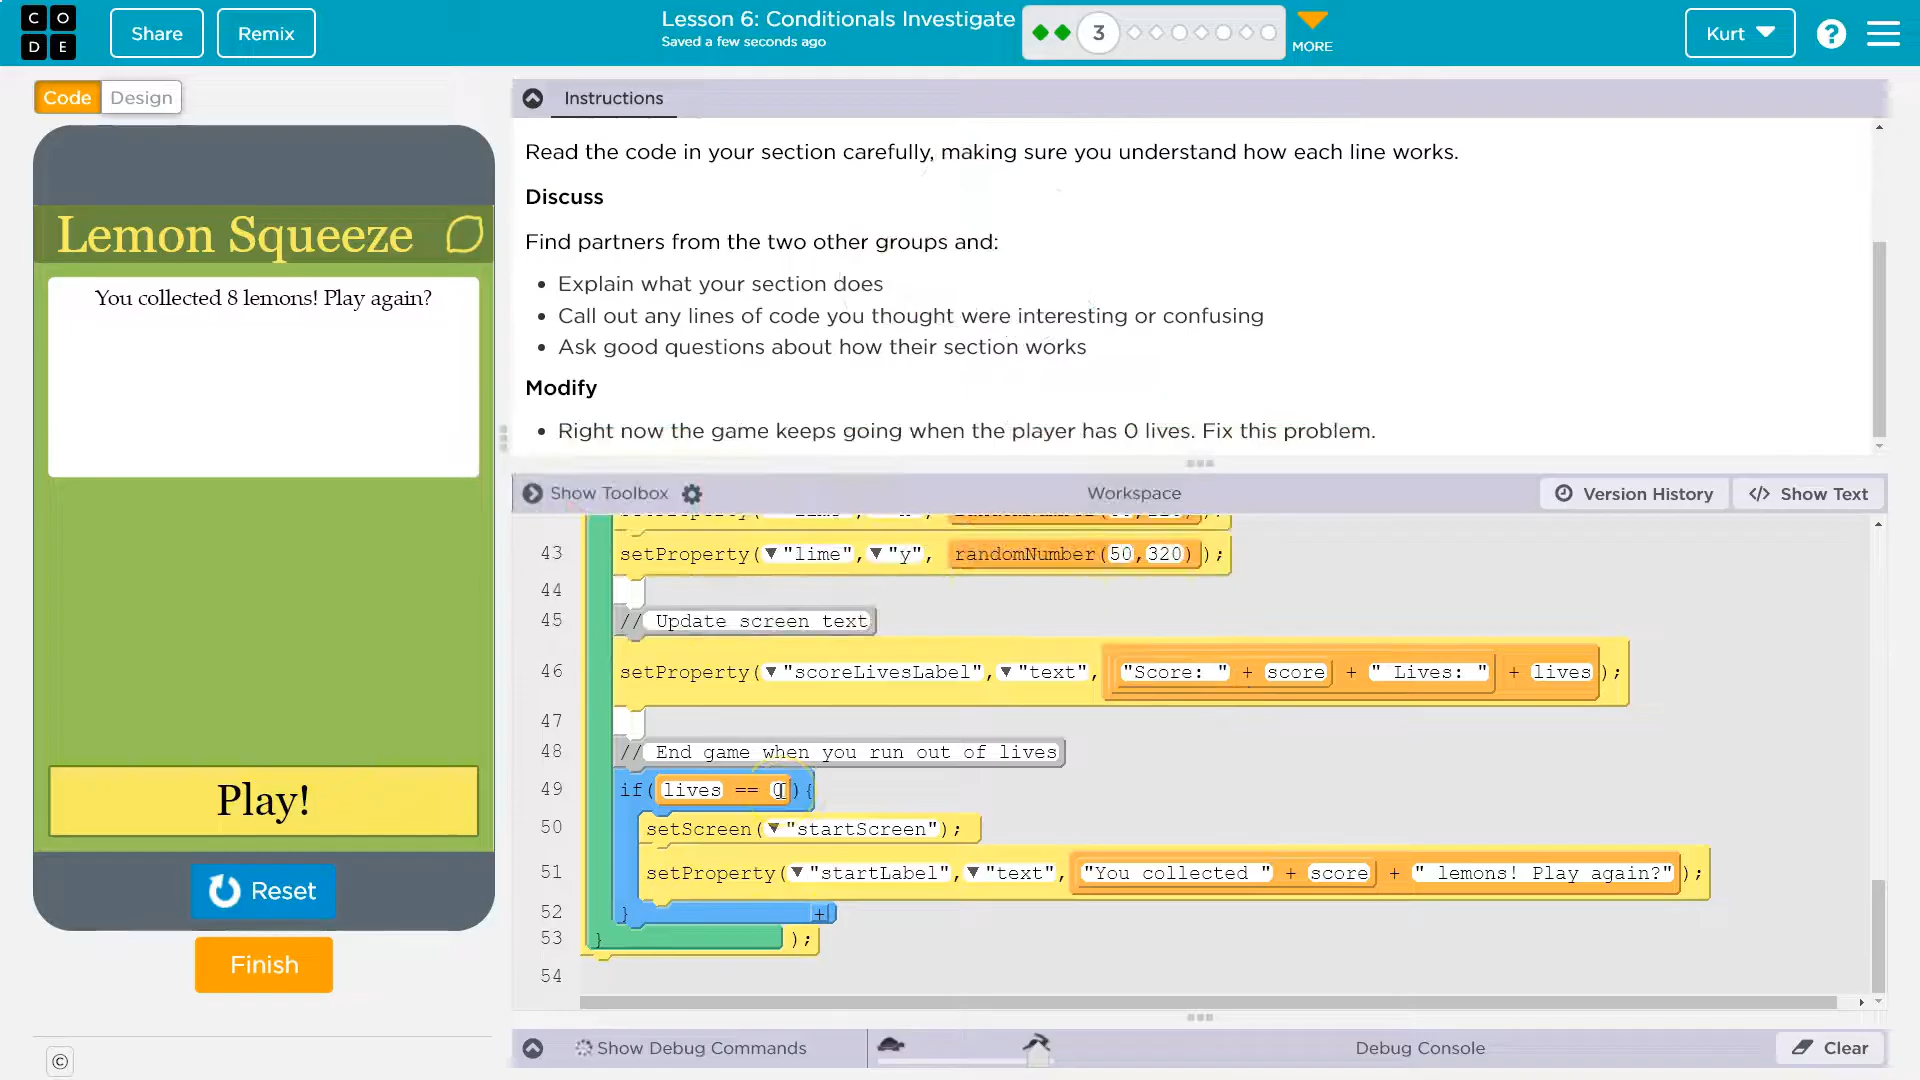 CODE
Share
Remix
Lesson 6: Conditionals Investigate
Saved a few seconds ago
3
MORE
Kurt
?
Code
Design
Lemon Squeeze
You collected 8 lemons! Play again?
Play!
Reset
Finish
©
Instructions
Read the code in your section carefully, making sure you understand how each line works.
Discuss
Find partners from the two other groups and:
• Explain what your section does
• Call out any lines of code you thought were interesting or confusing
• Ask good questions about how their section works
Modify
• Right now the game keeps going when the player has 0 lives. Fix this problem.
Show Toolbox
Workspace
Version History
</> Show Text
43 setProperty(▼"lime",▼"y", randomNumber(50,320));
44
45 // Update screen text
46 setProperty(▼"scoreLivesLabel",▼"text", "Score: " + score + " Lives: " + lives);
47
48 // End game when you run out of lives
49 if(lives == 0){
50 setScreen(▼"startScreen");
51 setProperty(▼"startLabel",▼"text", "You collected " + score + " lemons! Play again?");
52 } +
53 } );
54
Show Debug Commands
Debug Console
Clear